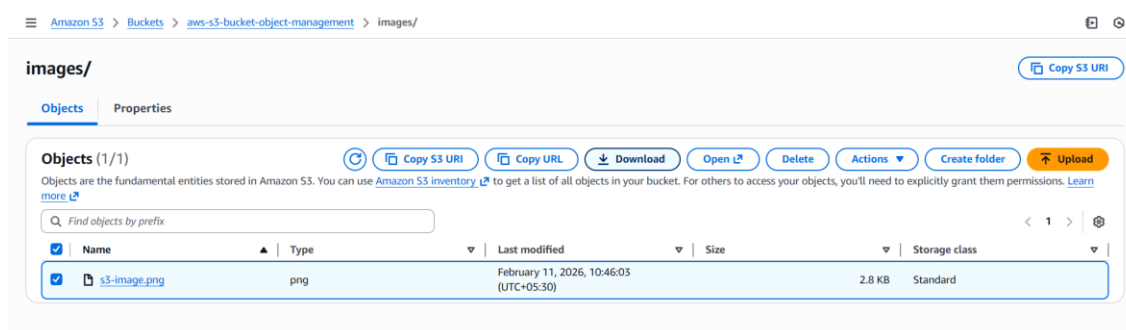 Amazon S3 > Buckets > aws-s3-bucket-object-management > images/
images/
Copy S3 URI
Objects Properties
Objects (1/1) Copy S3 URI Copy URL Download Open Delete Actions Create folder Upload
Objects are the fundamental entities stored in Amazon S3. You can use Amazon S3 inventory to get a list of all objects in your bucket. For others to access your objects, you'll need to explicitly grant them permissions. Learn
more
Find objects by prefix
< 1 >
Name Type Last modified Size Storage class
s3-image.png png February 11, 2026, 10:46:03 (UTC+05:30) 2.8 KB Standard